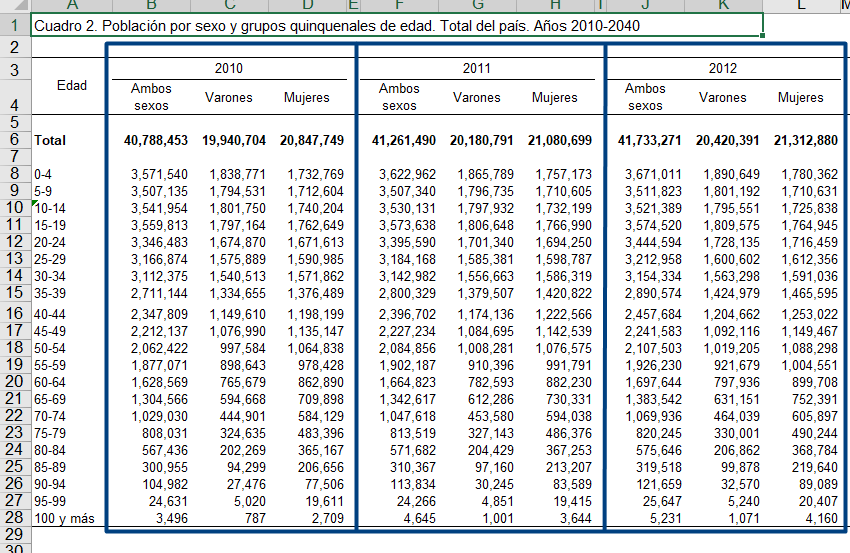 A B C D E F G H I J K L M
1 Cuadro 2. Población por sexo y grupos quinquenales de edad. Total del país. Años 2010-2040
2
3 Edad 2010 2011 2012
4 Ambos sexos Varones Mujeres Ambos sexos Varones Mujeres Ambos sexos Varones Mujeres
5
6 Total 40,788,453 19,940,704 20,847,749 41,261,490 20,180,791 21,080,699 41,733,271 20,420,391 21,312,880
7
8 0-4 3,571,540 1,838,771 1,732,769 3,622,962 1,865,789 1,757,173 3,671,011 1,890,649 1,780,362
9 5-9 3,507,135 1,794,531 1,712,604 3,507,340 1,796,735 1,710,605 3,511,823 1,801,192 1,710,631
10 10-14 3,541,954 1,801,750 1,740,204 3,530,131 1,797,932 1,732,199 3,521,389 1,795,551 1,725,838
11 15-19 3,559,813 1,797,164 1,762,649 3,573,638 1,806,648 1,766,990 3,574,520 1,809,575 1,764,945
12 20-24 3,346,483 1,674,870 1,671,613 3,395,590 1,701,340 1,694,250 3,444,594 1,728,135 1,716,459
13 25-29 3,166,874 1,575,889 1,590,985 3,184,168 1,585,381 1,598,787 3,212,958 1,600,602 1,612,356
14 30-34 3,112,375 1,540,513 1,571,862 3,142,982 1,556,663 1,586,319 3,154,334 1,563,298 1,591,036
15 35-39 2,711,144 1,334,655 1,376,489 2,800,329 1,379,507 1,420,822 2,890,574 1,424,979 1,465,595
16 40-44 2,347,809 1,149,610 1,198,199 2,396,702 1,174,136 1,222,566 2,457,684 1,204,662 1,253,022
17 45-49 2,212,137 1,076,990 1,135,147 2,227,234 1,084,695 1,142,539 2,241,583 1,092,116 1,149,467
18 50-54 2,062,422 997,584 1,064,838 2,084,856 1,008,281 1,076,575 2,107,503 1,019,205 1,088,298
19 55-59 1,877,071 898,643 978,428 1,902,187 910,396 991,791 1,926,230 921,679 1,004,551
20 60-64 1,628,569 765,679 862,890 1,664,823 782,593 882,230 1,697,644 797,936 899,708
21 65-69 1,304,566 594,668 709,898 1,342,617 612,286 730,331 1,383,542 631,151 752,391
22 70-74 1,029,030 444,901 584,129 1,047,618 453,580 594,038 1,069,936 464,039 605,897
23 75-79 808,031 324,635 483,396 813,519 327,143 486,376 820,245 330,001 490,244
24 80-84 567,436 202,269 365,167 571,682 204,429 367,253 575,646 206,862 368,784
25 85-89 300,955 94,299 206,656 310,367 97,160 213,207 319,518 99,878 219,640
26 90-94 104,982 27,476 77,506 113,834 30,245 83,589 121,659 32,570 89,089
27 95-99 24,631 5,020 19,611 24,266 4,851 19,415 25,647 5,240 20,407
28 100 y más 3,496 787 2,709 4,645 1,001 3,644 5,231 1,071 4,160
29
30